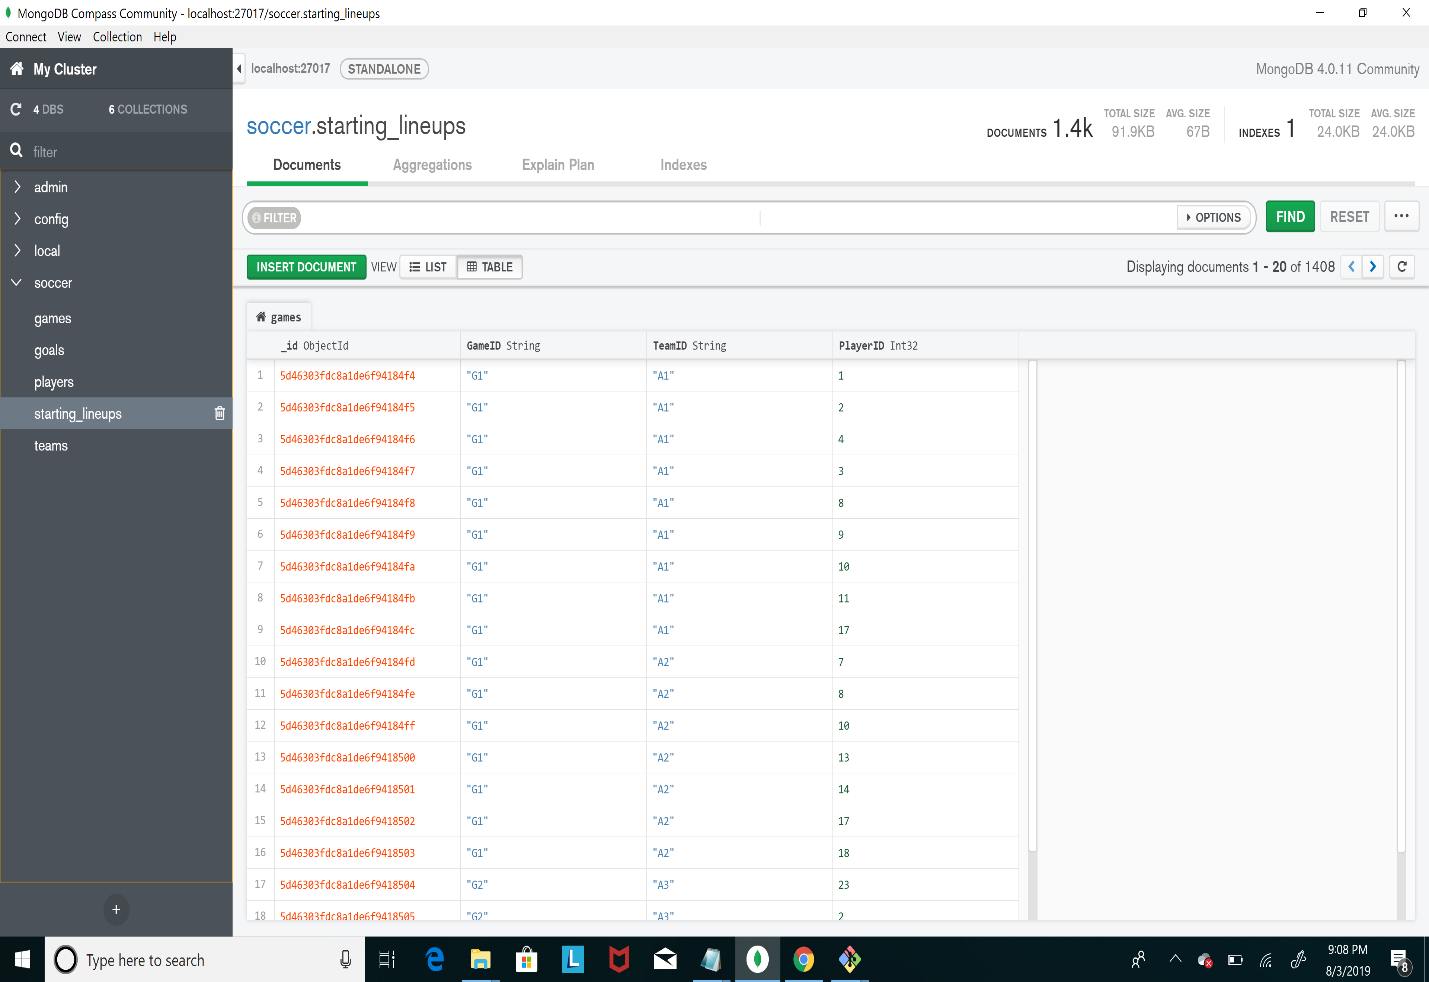 MongoDB Compass Community - localhost:27017/soccer.starting_lineups
Connect View Collection Help
My Cluster
localhost:27017 STANDALONE
MongoDB 4.0.11 Community
4 DBS 6 COLLECTIONS
filter
admin
config
local
soccer
games
goals
players
starting_lineups
teams
+
soccer.starting_lineups
DOCUMENTS 1.4k TOTAL SIZE 91.9KB AVG. SIZE 67B INDEXES 1 TOTAL SIZE 24.0KB AVG. SIZE 24.0KB
Documents Aggregations Explain Plan Indexes
FILTER OPTIONS FIND RESET ...
INSERT DOCUMENT VIEW LIST TABLE Displaying documents 1 - 20 of 1408
games
_id ObjectId GameID String TeamID String PlayerID Int32
1 5d46303fdc8a1de6f94184f4 "G1" "A1" 1
2 5d46303fdc8a1de6f94184f5 "G1" "A1" 2
3 5d46303fdc8a1de6f94184f6 "G1" "A1" 4
4 5d46303fdc8a1de6f94184f7 "G1" "A1" 3
5 5d46303fdc8a1de6f94184f8 "G1" "A1" 8
6 5d46303fdc8a1de6f94184f9 "G1" "A1" 9
7 5d46303fdc8a1de6f94184fa "G1" "A1" 10
8 5d46303fdc8a1de6f94184fb "G1" "A1" 11
9 5d46303fdc8a1de6f94184fc "G1" "A1" 17
10 5d46303fdc8a1de6f94184fd "G1" "A2" 7
11 5d46303fdc8a1de6f94184fe "G1" "A2" 8
12 5d46303fdc8a1de6f94184ff "G1" "A2" 10
13 5d46303fdc8a1de6f9418500 "G1" "A2" 13
14 5d46303fdc8a1de6f9418501 "G1" "A2" 14
15 5d46303fdc8a1de6f9418502 "G1" "A2" 17
16 5d46303fdc8a1de6f9418503 "G1" "A2" 18
17 5d46303fdc8a1de6f9418504 "G2" "A3" 23
18 5d46303fdc8a1de6f9418505 "G2" "A3" 2
Type here to search
9:08 PM
8/3/2019
8